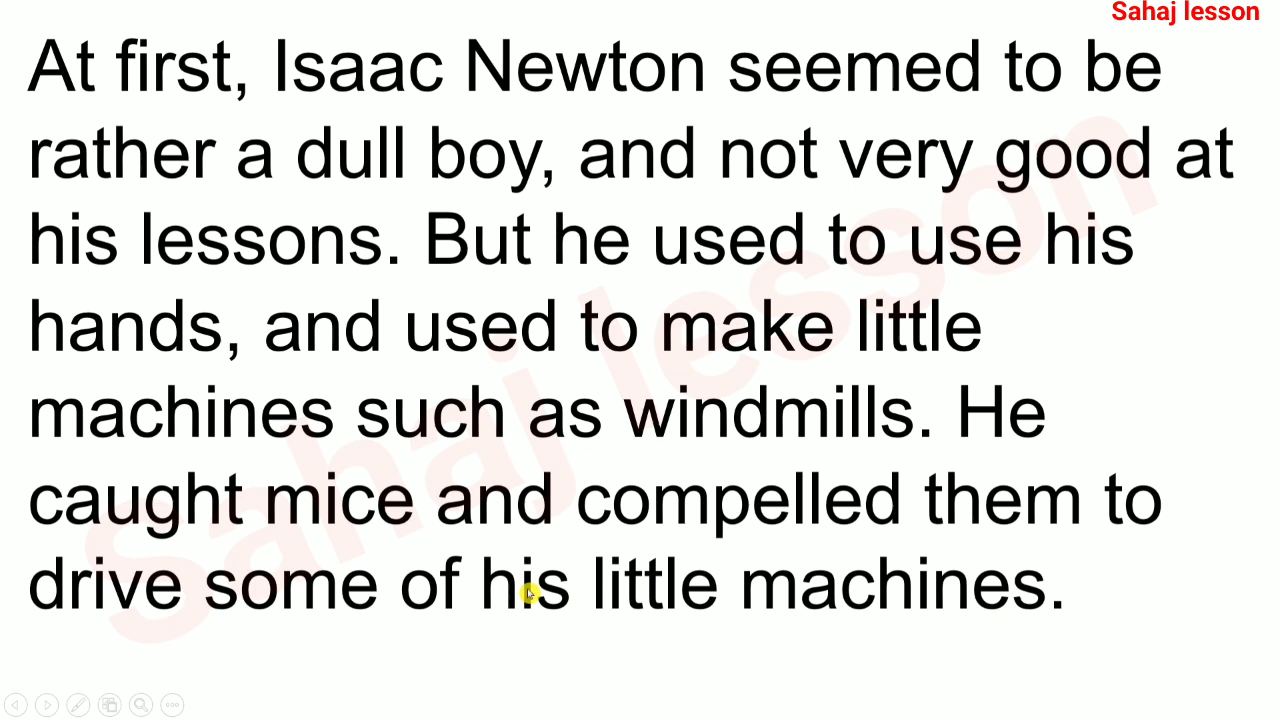 Sahaj lesson
At first, Isaac Newton seemed to be
rather a dull boy, and not very good at
his lessons. But he used to use his
hands, and used to make little
machines such as windmills. He
caught mice and compelled them to
drive some of his little machines.
Sahaj lesson